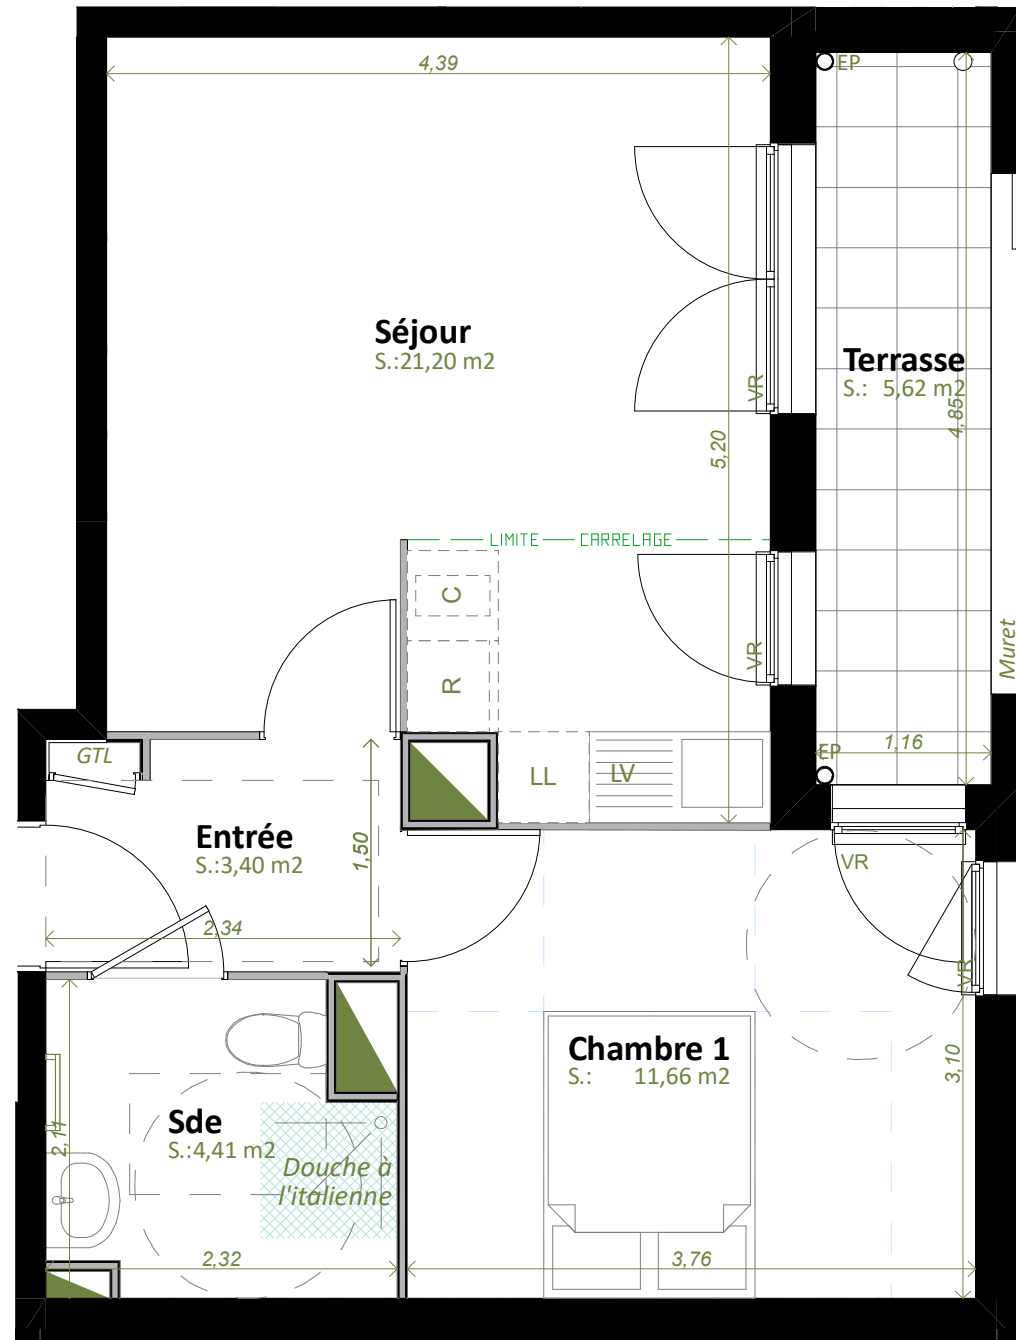 4,39
EP
Séjour
S.:21,20 m2
Terrasse
S.: 5,62 m2
VR
4,85
5,20
LIMITE CARRELAGE
C
VR
Muret
R
GTL
EP
1,16
LL
LV
Entrée
S.:3,40 m2
1,50
VR
2,34
VR
Chambre 1
S.: 11,66 m2
3,10
Sde
S.:4,41 m2
2,11
Douche à
l'italienne
2,32
3,76